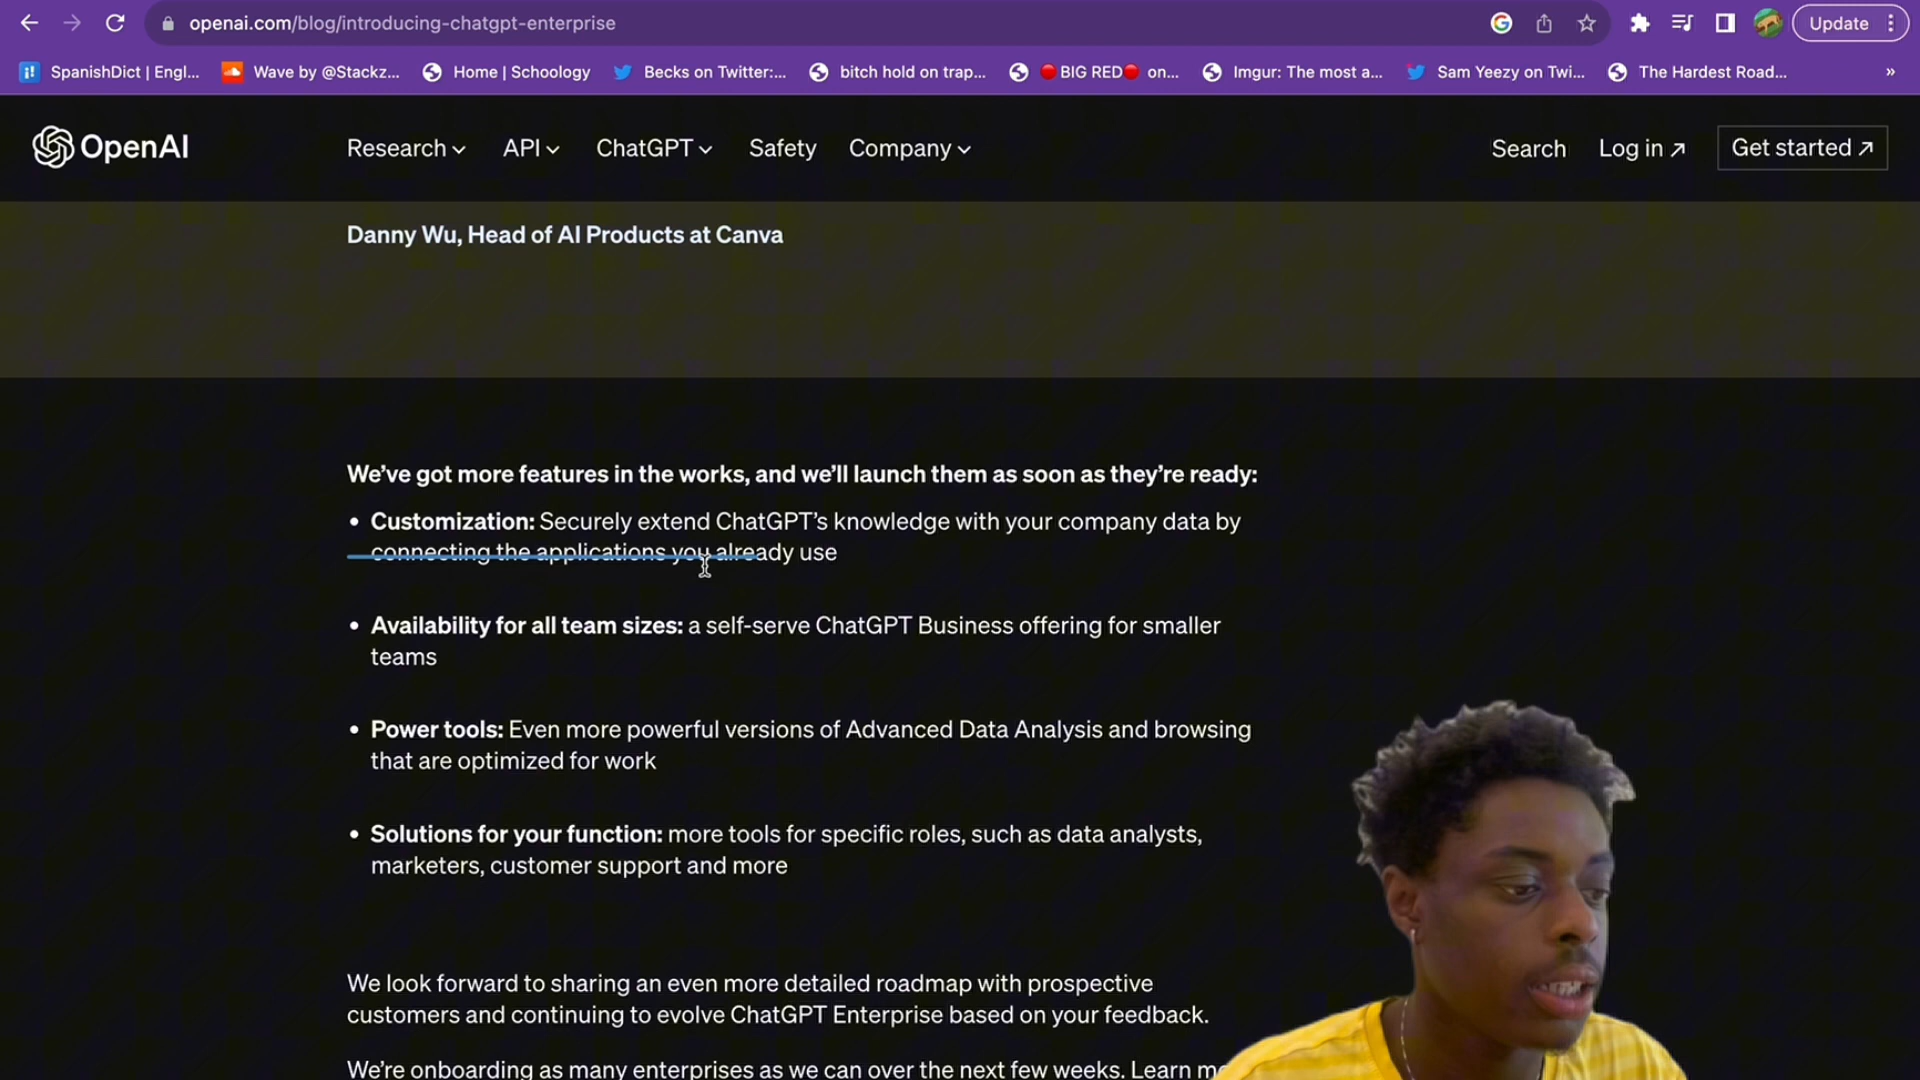 openai.com/blog/introducing-chatgpt-enterprise
Update
SpanishDict | Engl...
Wave by @Stackz...
Home | Schoology
Becks on Twitter:...
bitch hold on trap...
🔴BIG RED🔴 on...
Imgur: The most a...
Sam Yeezy on Twi...
The Hardest Road...
»
OpenAI
Research
API
ChatGPT
Safety
Company
Search
Log in ↗
Get started ↗
Danny Wu, Head of AI Products at Canva
We’ve got more features in the works, and we’ll launch them as soon as they’re ready:
• Customization: Securely extend ChatGPT’s knowledge with your company data by
connecting the applications you already use
• Availability for all team sizes: a self-serve ChatGPT Business offering for smaller
teams
• Power tools: Even more powerful versions of Advanced Data Analysis and browsing
that are optimized for work
• Solutions for your function: more tools for specific roles, such as data analysts,
marketers, customer support and more
We look forward to sharing an even more detailed roadmap with prospective
customers and continuing to evolve ChatGPT Enterprise based on your feedback.
We’re onboarding as many enterprises as we can over the next few weeks. Learn